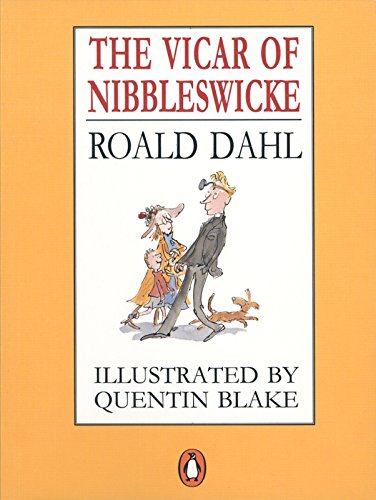 THE VICAR OF
NIBBLESWICKE
ROALD DAHL
ILLUSTRATED BY
QUENTIN BLAKE